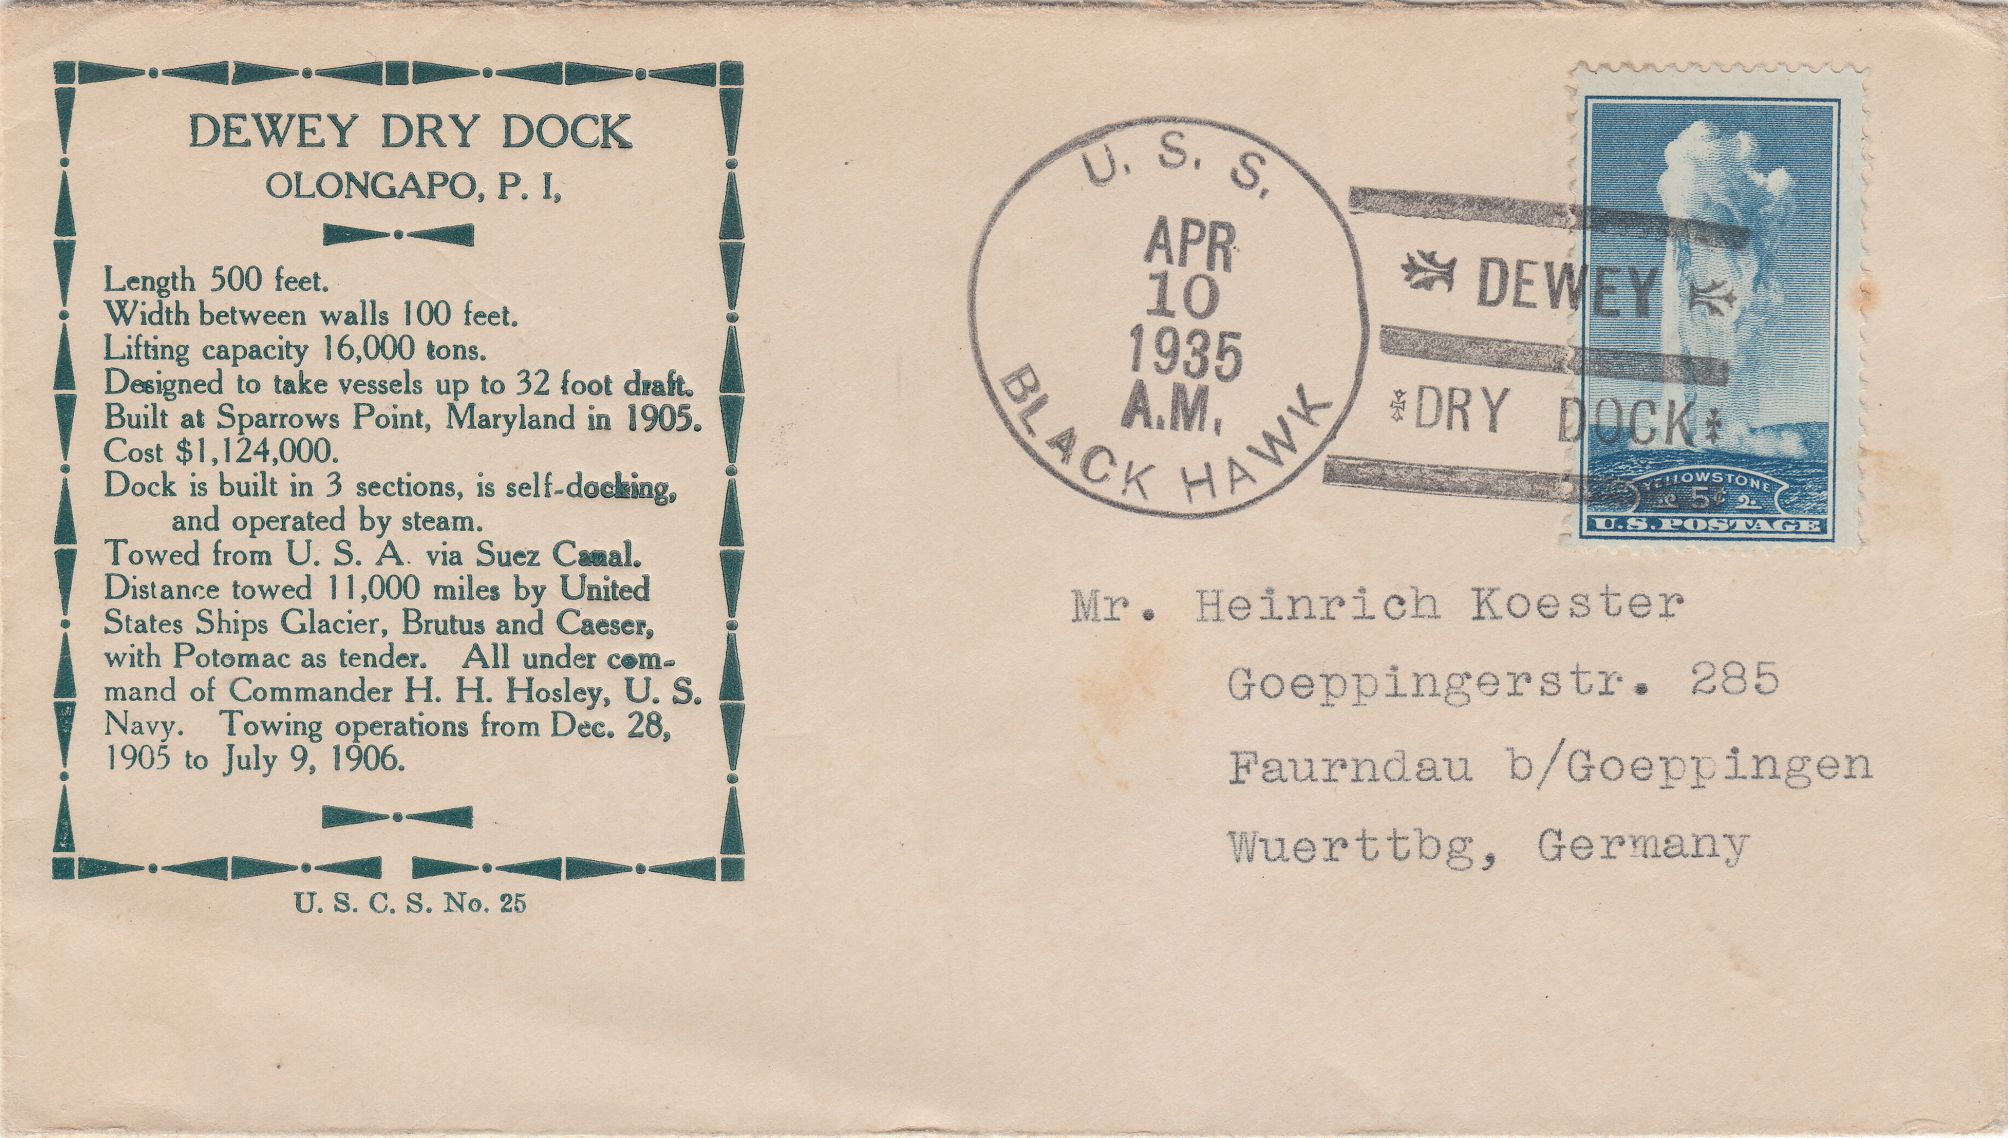 DEWEY DRY DOCK
OLONGAPO, P. I,
Length 500 feet.
Width between walls 100 feet.
Lifting capacity 16,000 tons.
Designed to take vessels up to 32 foot draft.
Built at Sparrows Point, Maryland in 1905.
Cost $1,124,000.
Dock is built in 3 sections, is self-docking,
and operated by steam.
Towed from U. S. A. via Suez Canal.
Distance towed 11,000 miles by United
States Ships Glacier, Brutus and Caeser,
with Potomac as tender. All under com-
mand of Commander H. H. Hosley, U. S.
Navy. Towing operations from Dec. 28,
1905 to July 9, 1906.
U. S. C. S. No. 25
U. S. S.
APR
10
1935
A.M.
BLACK HAWK
DEWEY
DRY DOCK
YELLOWSTONE
5¢
U.S. POSTAGE
Mr. Heinrich Koester
Goeppingerstr. 285
Faurndau b/Goeppingen
Wuerttbg, Germany